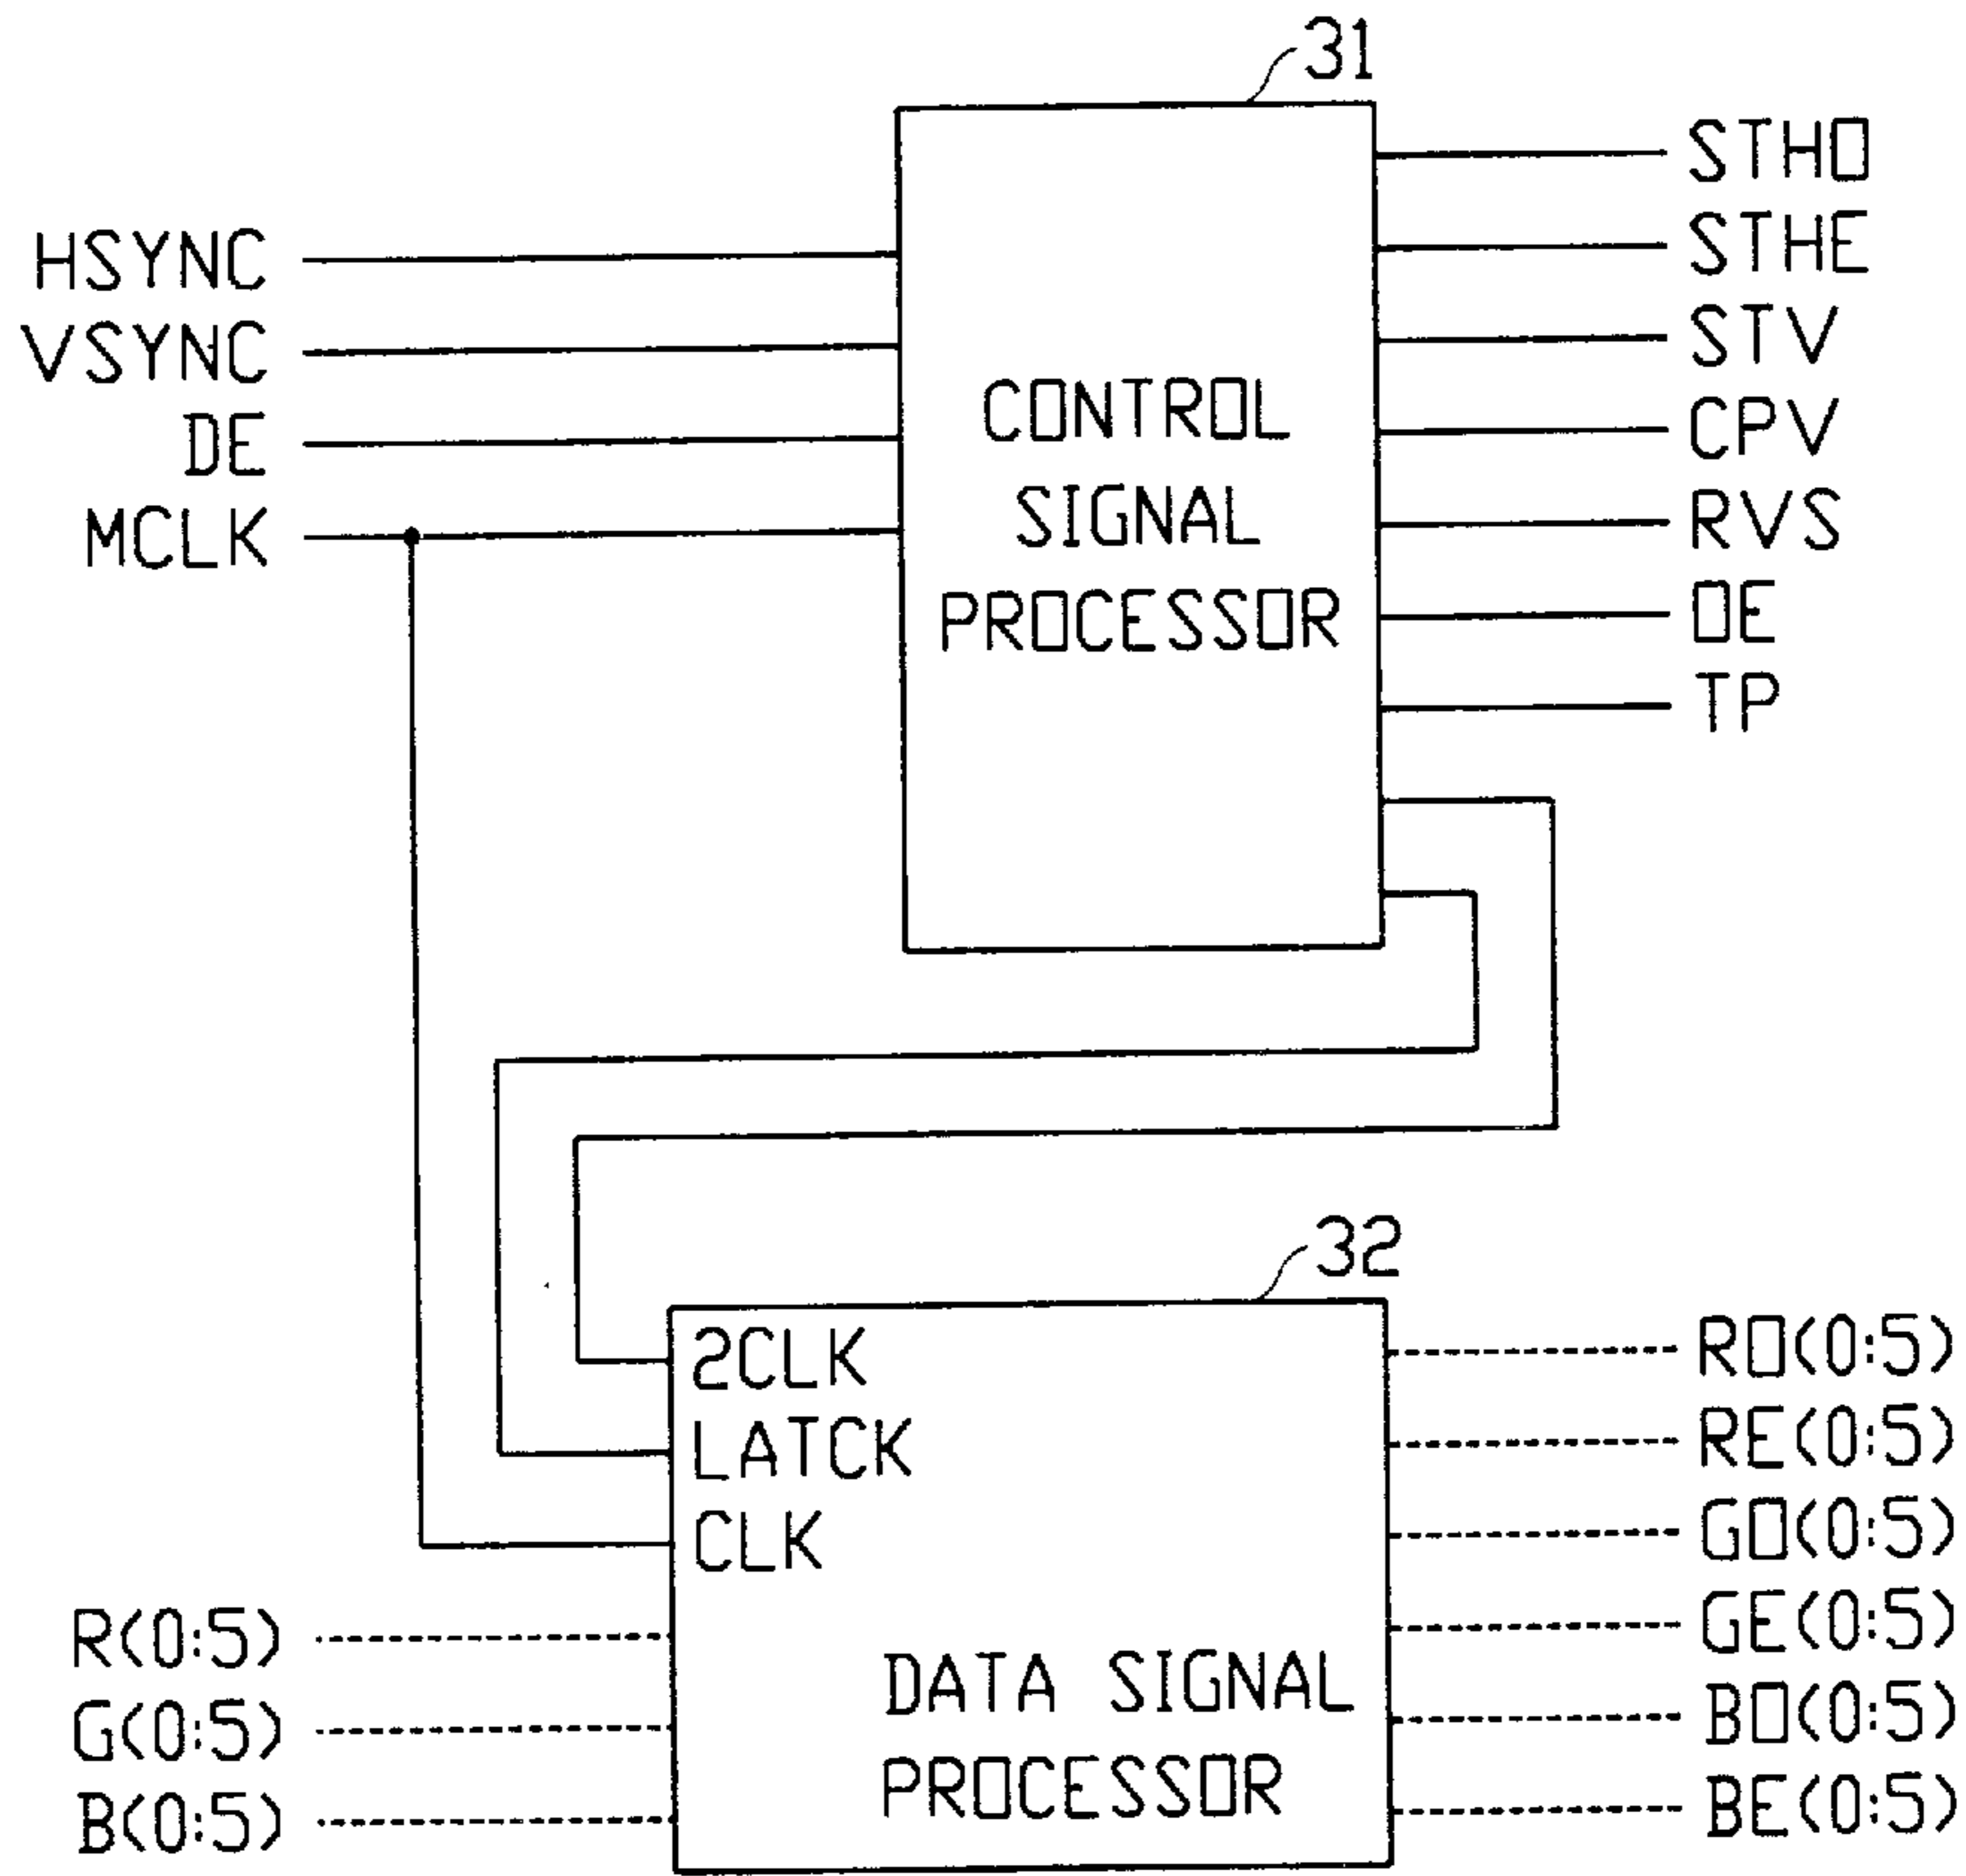 31
STHO
STHE
STV
CPV
RVS
OE
TP
HSYNC
VSYNC
DE
MCLK
CONTROL
SIGNAL
PROCESSOR
32
2CLK
LATCK
CLK
R(0:5)
G(0:5)
B(0:5)
DATA SIGNAL
PROCESSOR
RO(0:5)
RE(0:5)
GO(0:5)
GE(0:5)
BO(0:5)
BE(0:5)